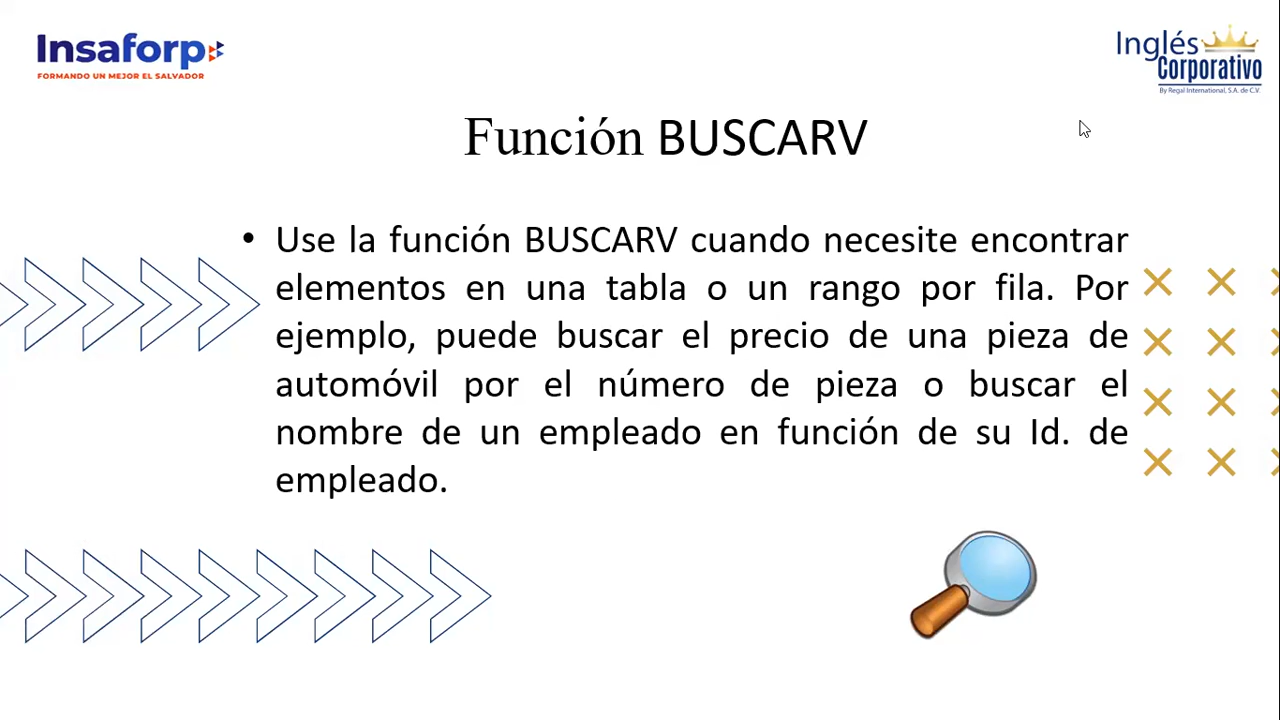 Insaforp
FORMANDO UN MEJOR EL SALVADOR
Inglés
Corporativo
By Regal International, S.A. de C.V.
Función BUSCARV
• Use la función BUSCARV cuando necesite encontrar
elementos en una tabla o un rango por fila. Por
ejemplo, puede buscar el precio de una pieza de
automóvil por el número de pieza o buscar el
nombre de un empleado en función de su Id. de
empleado.